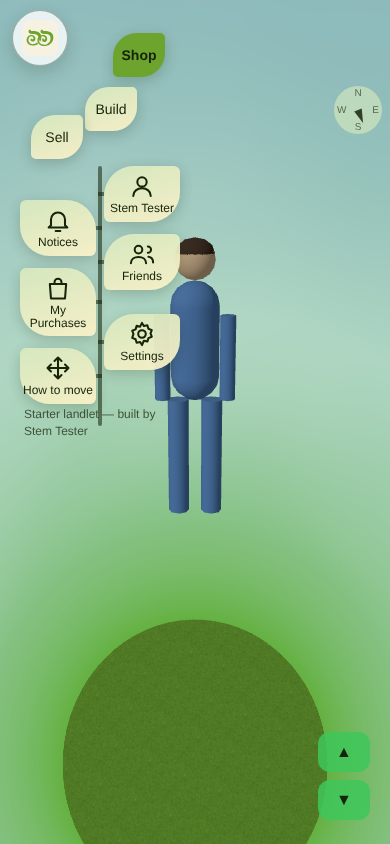 Shop
Build
Sell
N
W E
S
Stem Tester
Notices
Friends
My
Purchases
Settings
How to move
Starter landlet — built by
Stem Tester